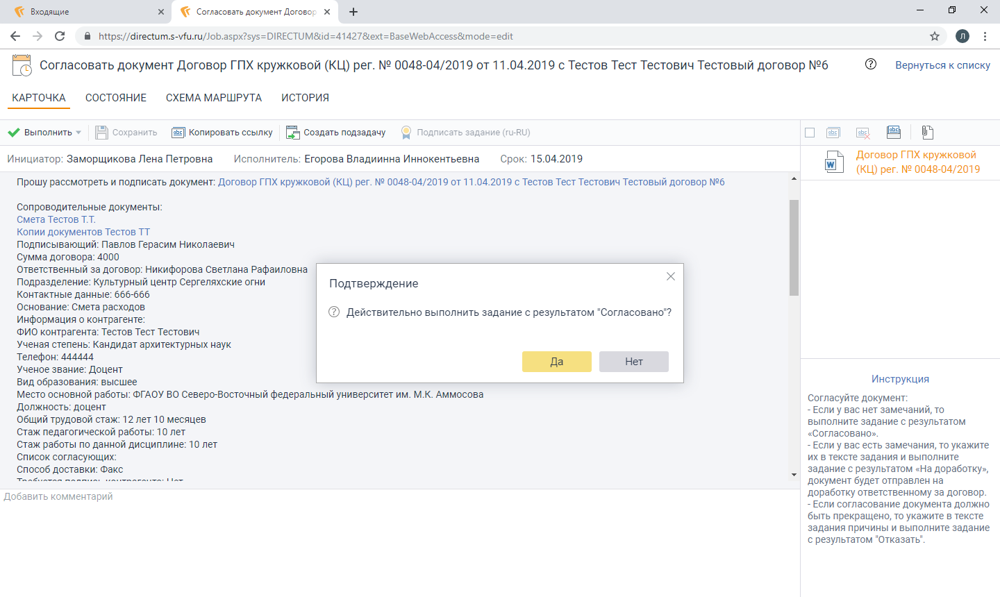 Входящие
Согласовать документ Договор
https://directum.s-vfu.ru/Job.aspx?sys=DIRECTUM&id=41427&ext=BaseWebAccess&mode=edit
Л
Согласовать документ Договор ГПХ кружковой (КЦ) рег. № 0048-04/2019 от 11.04.2019 с Тестов Тест Тестович Тестовый договор №6
Вернуться к списку
КАРТОЧКА СОСТОЯНИЕ СХЕМА МАРШРУТА ИСТОРИЯ
Выполнить Сохранить Копировать ссылку Создать подзадачу Подписать задание (ru-RU)
Инициатор: Заморщикова Лена Петровна Исполнитель: Егорова Владиинна Иннокентьевна Срок: 15.04.2019
Прошу рассмотреть и подписать документ: Договор ГПХ кружковой (КЦ) рег. № 0048-04/2019 от 11.04.2019 с Тестов Тест Тестович Тестовый договор №6
Сопроводительные документы:
Смета Тестов Т.Т.
Копии документов Тестов ТТ
Подписывающий: Павлов Герасим Николаевич
Сумма договора: 4000
Ответственный за договор: Никифорова Светлана Рафаиловна
Подразделение: Культурный центр Сергеляхские огни
Контактные данные: 666-666
Основание: Смета расходов
Информация о контрагенте:
ФИО контрагента: Тестов Тест Тестович
Ученая степень: Кандидат архитектурных наук
Телефон: 444444
Ученое звание: Доцент
Вид образования: высшее
Место основной работы: ФГАОУ ВО Северо-Восточный федеральный университет им. М.К. Аммосова
Должность: доцент
Общий трудовой стаж: 12 лет 10 месяцев
Стаж педагогической работы: 10 лет
Стаж работы по данной дисциплине: 10 лет
Список согласующих:
Способ доставки: Факс
Требуется подпись контрагента: Нет
Добавить комментарий
Подтверждение
Действительно выполнить задание с результатом "Согласовано"?
Да Нет
Договор ГПХ кружковой
(КЦ) рег. № 0048-04/2019
Инструкция
Согласуйте документ:
- Если у вас нет замечаний, то
выполните задание с результатом
«Согласовано».
- Если у вас есть замечания, то укажите
их в тексте задания и выполните
задание с результатом «На доработку»,
документ будет отправлен на
доработку ответственному за договор.
- Если согласование документа должно
быть прекращено, то укажите в тексте
задания причины и выполните задание
с результатом "Отказать".